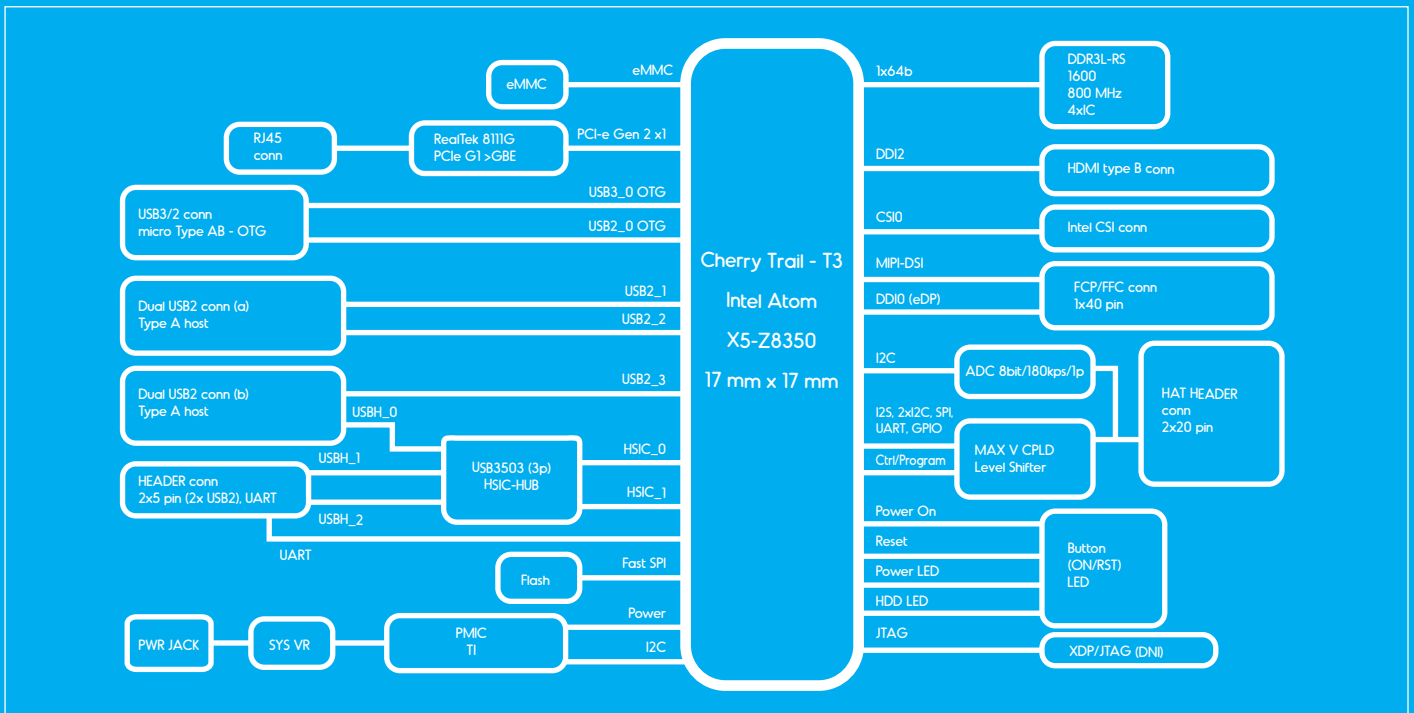 eMMC
eMMC
RJ45
conn
RealTek 8111G
PCIe G1 >GBE
PCI-e Gen 2 x1
USB3/2 conn
micro Type AB - OTG
USB3_0 OTG
USB2_0 OTG
Dual USB2 conn (a)
Type A host
USB2_1
USB2_2
Dual USB2 conn (b)
Type A host
USB2_3
USBH_0
USBH_1
HEADER conn
2x5 pin (2x USB2), UART
USBH_2
UART
USB3503 (3p)
HSIC-HUB
HSIC_0
HSIC_1
Flash
Fast SPI
PWR JACK
SYS VR
PMIC
TI
Power
I2C
Cherry Trail - T3
Intel Atom
X5-Z8350
17 mm x 17 mm
1x64b
DDR3L-RS
1600
800 MHz
4xIC
DDI2
HDMI type B conn
CSI0
Intel CSI conn
MIPI-DSI
DDI0 (eDP)
FCP/FFC conn
1x40 pin
I2C
ADC 8bit/180kps/1p
I2S, 2xI2C, SPI,
UART, GPIO
Ctrl/Program
MAX V CPLD
Level Shifter
HAT HEADER
conn
2x20 pin
Power On
Reset
Power LED
HDD LED
Button
(ON/RST)
LED
JTAG
XDP/JTAG (DNI)